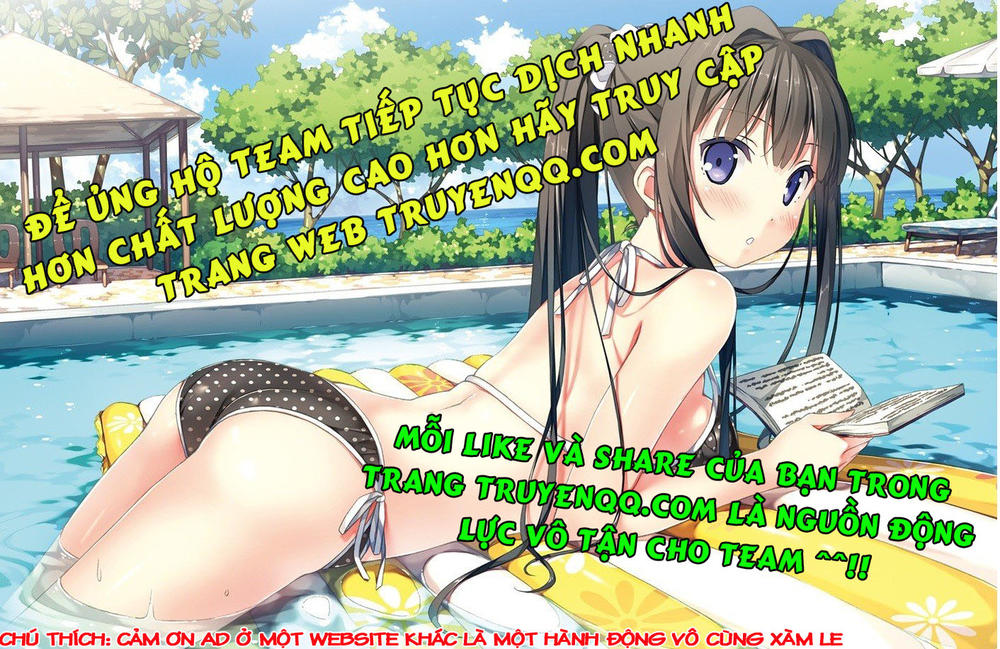 ĐỂ ỦNG HỘ TEAM TIẾP TỤC DỊCH NHANH
HƠN CHẤT LƯỢNG CAO HƠN HÃY TRUY CẬP
TRANG WEB TRUYENQQ.COM
MỖI LIKE VÀ SHARE CỦA BẠN TRONG
TRANG TRUYENQQ.COM LÀ NGUỒN ĐỘNG
LỰC VÔ TẬN CHO TEAM ^^!!
CHÚ THÍCH: CẢM ƠN AD Ở MỘT WEBSITE KHÁC LÀ MỘT HÀNH ĐỘNG VÔ CÙNG XÀM LE